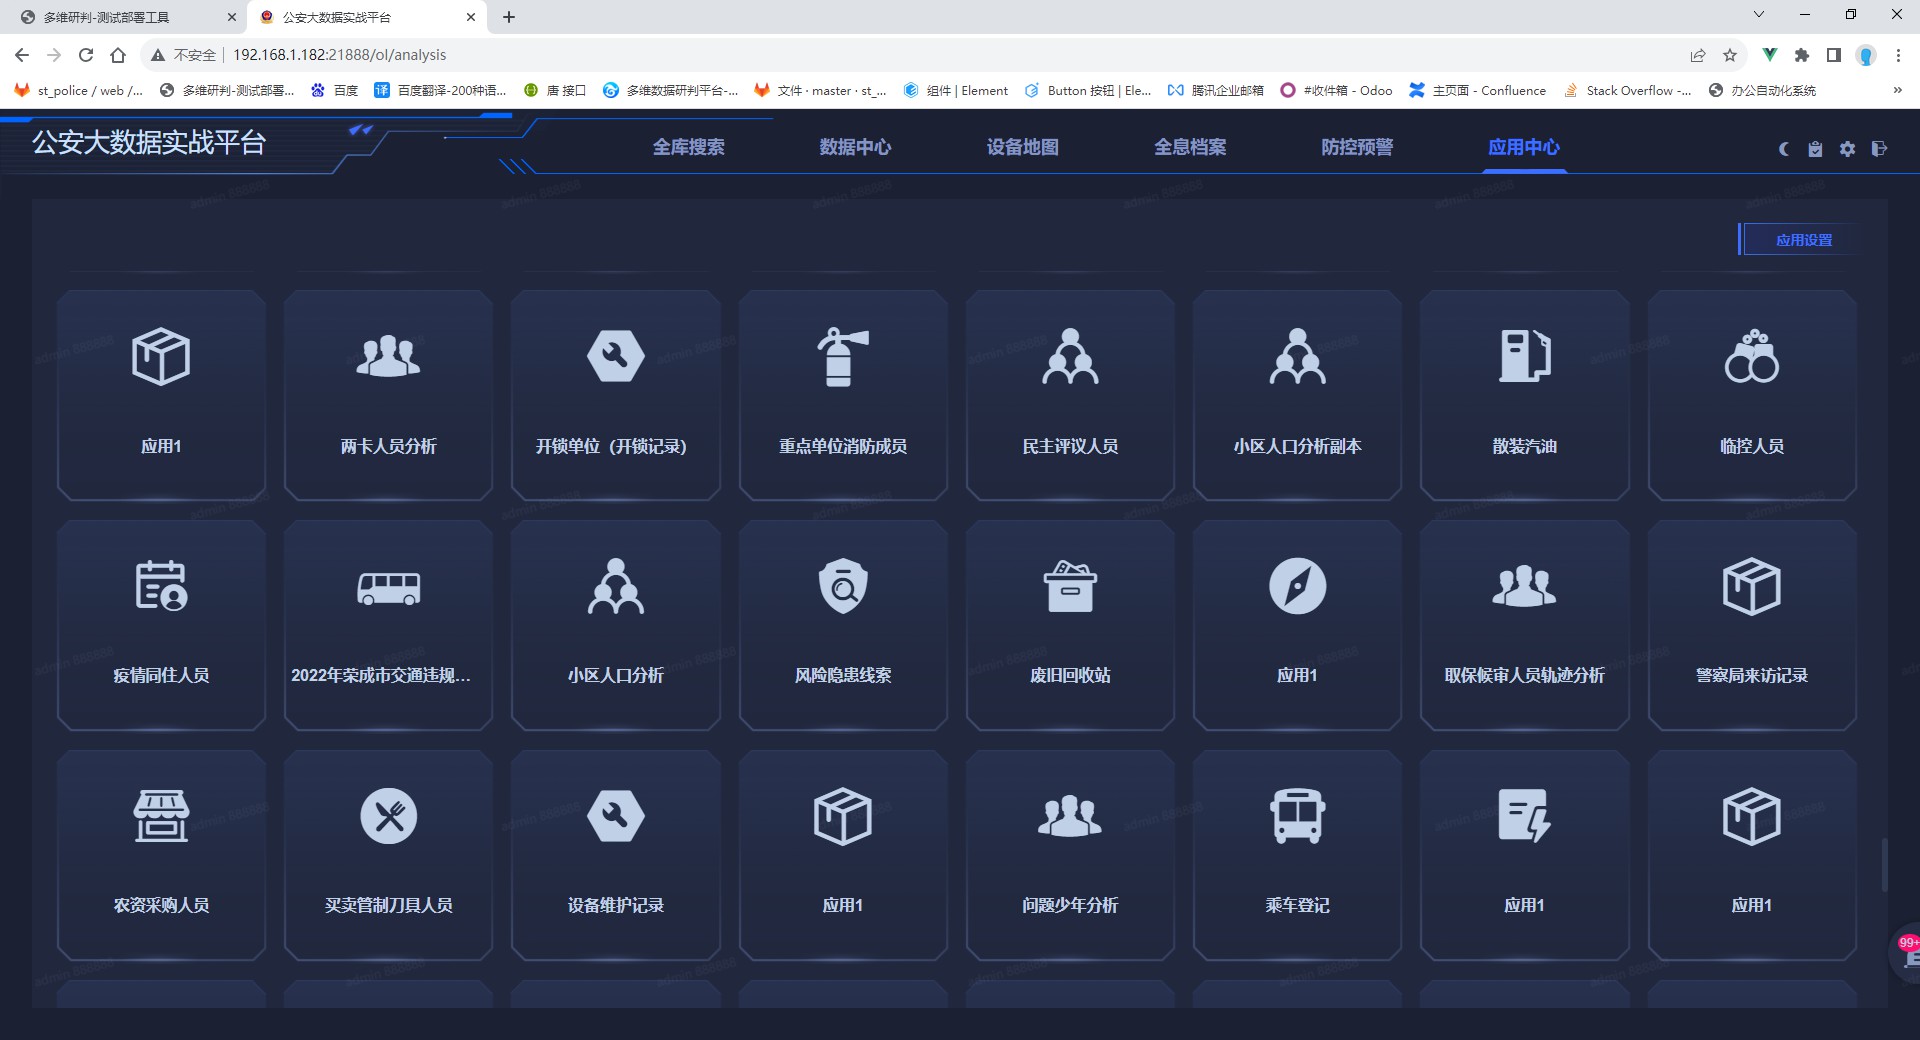 多维研判-测试部署工具
公安大数据实战平台
不安全
192.168.1.182:21888/ol/analysis
st_police / web /...
多维研判-测试部署...
百度
译
百度翻译-200种语...
唐 接口
多维数据研判平台-...
文件 · master · st_...
组件 | Element
Button 按钮 | Ele...
腾讯企业邮箱
#收件箱 - Odoo
主页面 - Confluence
Stack Overflow -...
办公自动化系统
»
公安大数据实战平台
全库搜索
数据中心
设备地图
全息档案
防控预警
应用中心
admin 888888
应用设置
应用1
两卡人员分析
开锁单位（开锁记录）
重点单位消防成员
民主评议人员
小区人口分析副本
散装汽油
临控人员
疫情同住人员
2022年荣成市交通违规...
小区人口分析
风险隐患线索
废旧回收站
应用1
取保候审人员轨迹分析
警察局来访记录
农资采购人员
买卖管制刀具人员
设备维护记录
应用1
问题少年分析
乘车登记
应用1
应用1
99+